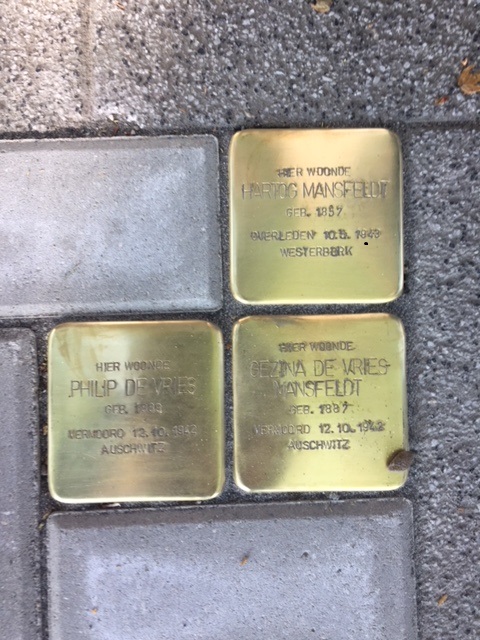 HIER WOONDE
HARTOG MANSFELDT
GEB. 1897
OVERLEDEN 10.5. 1943
WESTERBORK
HIER WOONDE
PHILIP DE VRIES
GEB.
VERMOORD 12.10.1942
AUSCHWITZ
HIER WOONDE
GEZINA DE VRIES-
MANSFELDT
GEB. 1887
VERMOORD 12.10.1942
AUSCHWITZ